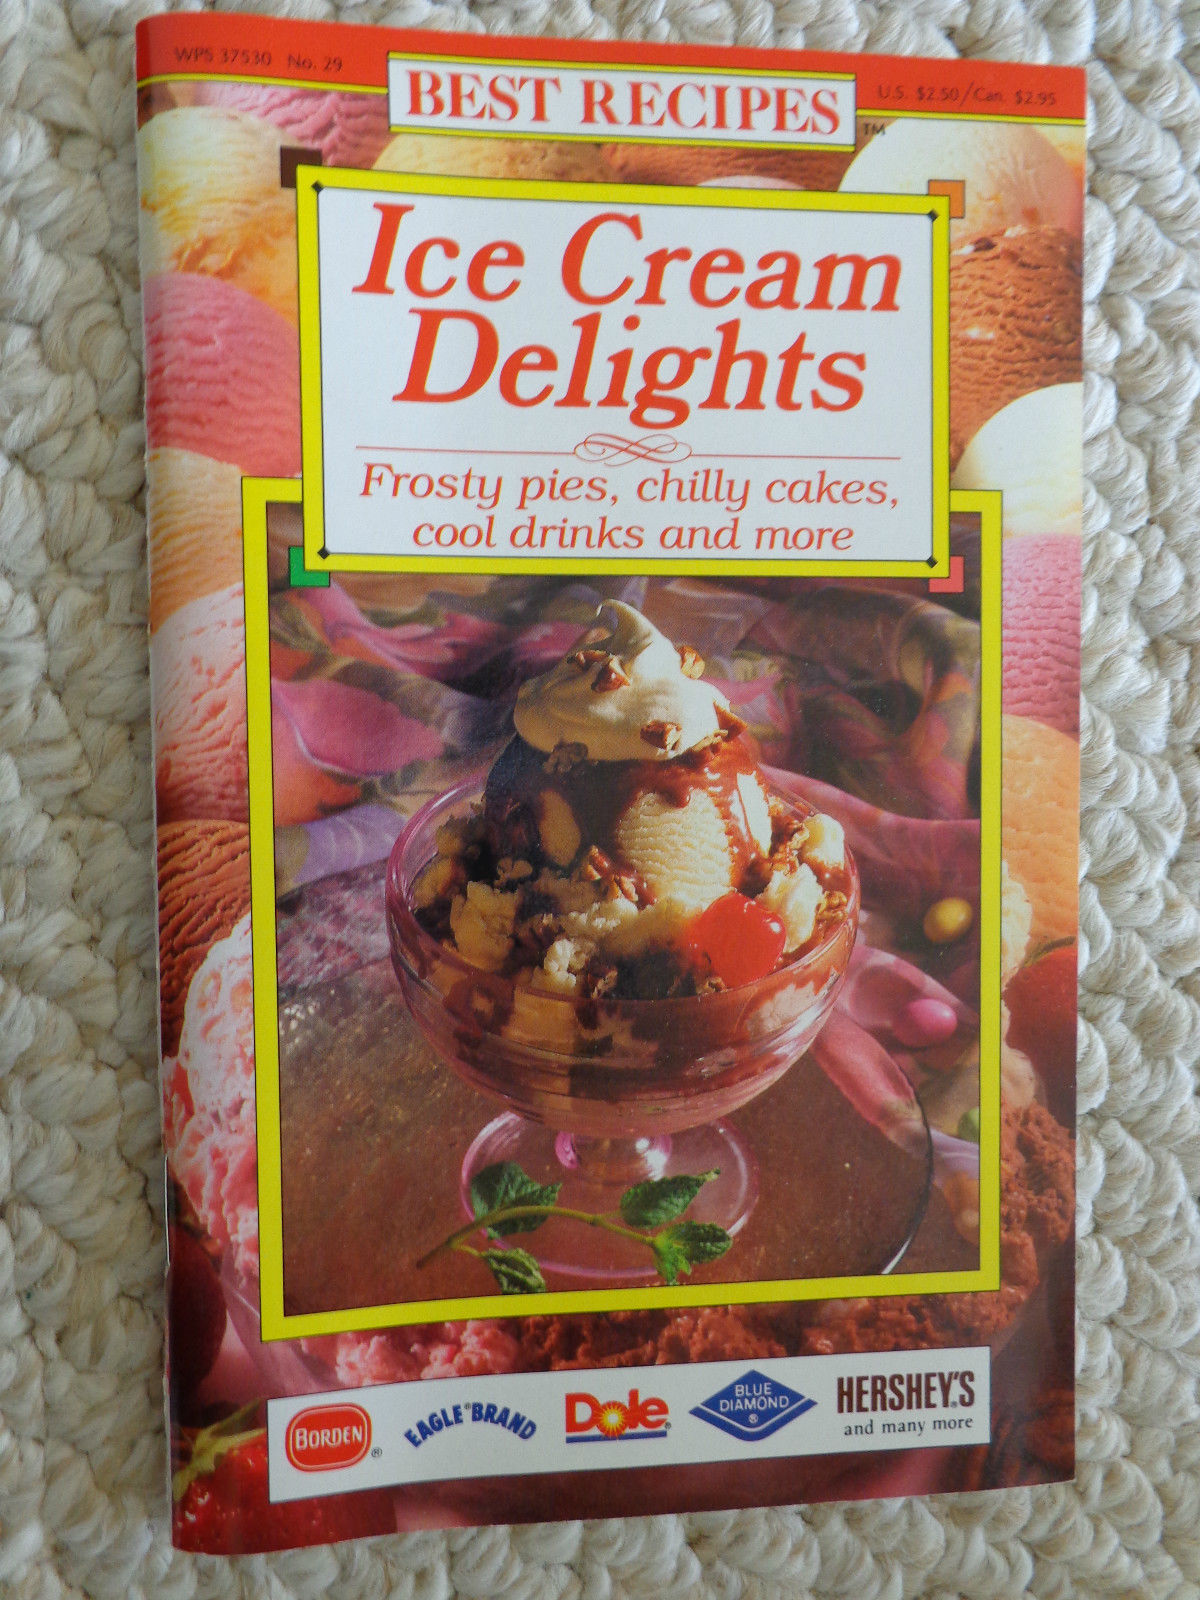 WPS 37530 No. 29
BEST RECIPES™
U.S. $2.50/Can. $2.95
Ice Cream
Delights
Frosty pies, chilly cakes,
cool drinks and more
BORDEN®
EAGLE® BRAND
Dole®
BLUE
DIAMOND
®
HERSHEY'S®
and many more